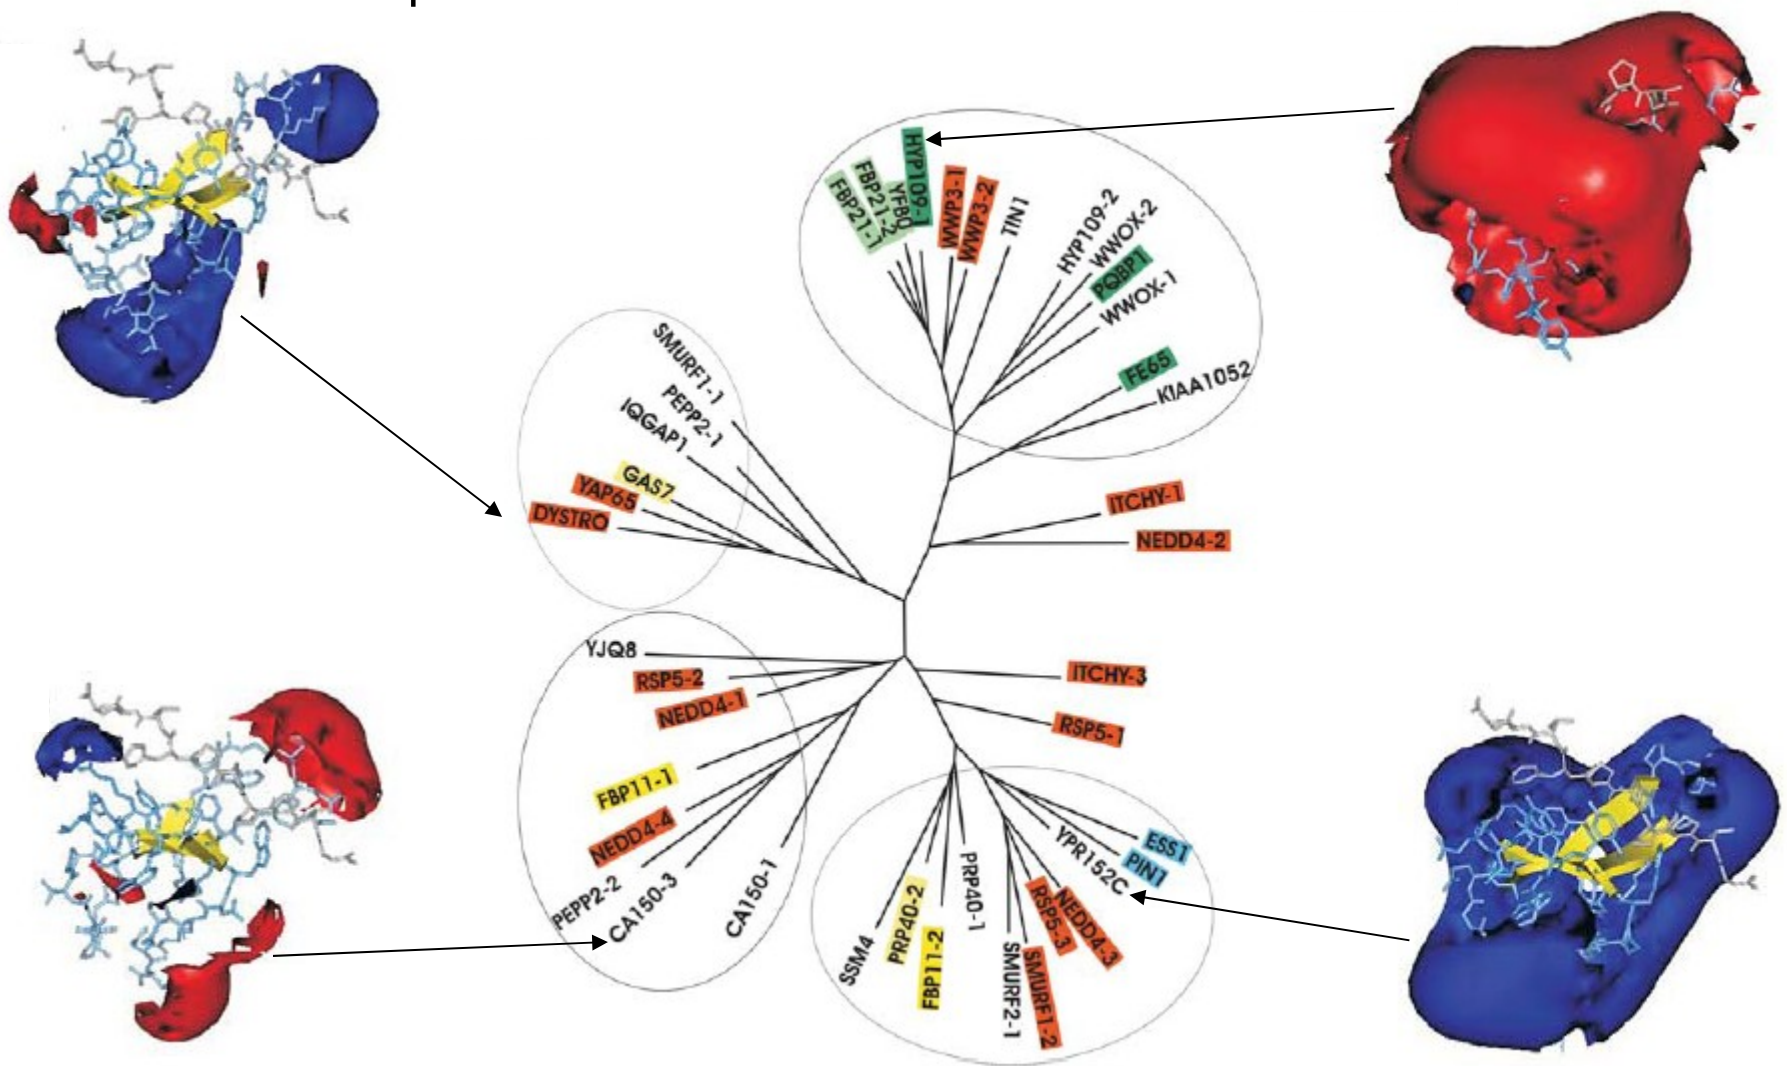 HYP109-1
FBP21-2
FBP21-1
YFB0
WWP3-1
WWP3-2
TIN1
HYP109-2
WWOX-2
PQBP1
WWOX-1
FE65
KIAA1052
SMURF1-1
PEPP2-1
IQGAP1
GAS7
YAP65
DYSTRO
ITCHY-1
NEDD4-2
YJQ8
RSP5-2
NEDD4-1
ITCHY-3
RSP5-1
FBP11-1
NEDD4-4
PEPP2-2
CA150-3
CA150-1
ESS1
PIN1
YPR152C
NEDD4-3
RSP5-3
SMURF1-2
SMURF2-1
PRP40-1
FBP11-2
PRP40-2
SSM4